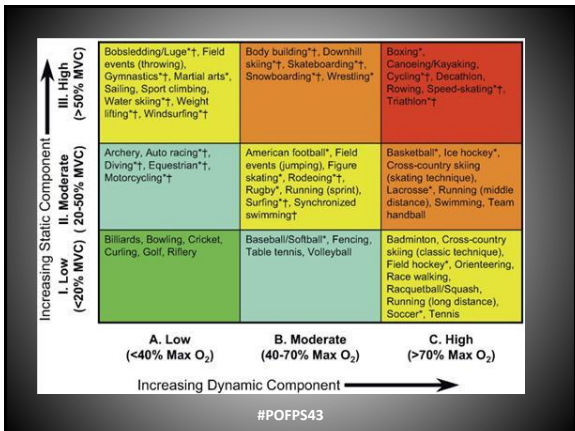 Increasing Static Component
III. High
(>50% MVC)
Bobsledding/Luge*†, Field
events (throwing),
Gymnastics*†, Martial arts*,
Sailing, Sport climbing,
Water skiing*†, Weight
lifting*†, Windsurfing*†
Body building*†, Downhill
skiing*†, Skateboarding*†,
Snowboarding*†, Wrestling*
Boxing*,
Canoeing/Kayaking,
Cycling*†, Decathlon,
Rowing, Speed-skating*†,
Triathlon*†
II. Moderate
(20-50% MVC)
Archery, Auto racing*†,
Diving*†, Equestrian*†,
Motorcycling*†
American football*, Field
events (jumping), Figure
skating*, Rodeoing*†,
Rugby*, Running (sprint),
Surfing*†, Synchronized
swimming†
Basketball*, Ice hockey*,
Cross-country skiing
(skating technique),
Lacrosse*, Running (middle
distance), Swimming, Team
handball
I. Low
(<20% MVC)
Billiards, Bowling, Cricket,
Curling, Golf, Riflery
Baseball/Softball*, Fencing,
Table tennis, Volleyball
Badminton, Cross-country
skiing (classic technique),
Field hockey*, Orienteering,
Race walking,
Racquetball/Squash,
Running (long distance),
Soccer*, Tennis
A. Low
(<40% Max O₂)
B. Moderate
(40-70% Max O₂)
C. High
(>70% Max O₂)
Increasing Dynamic Component
#POFPS43